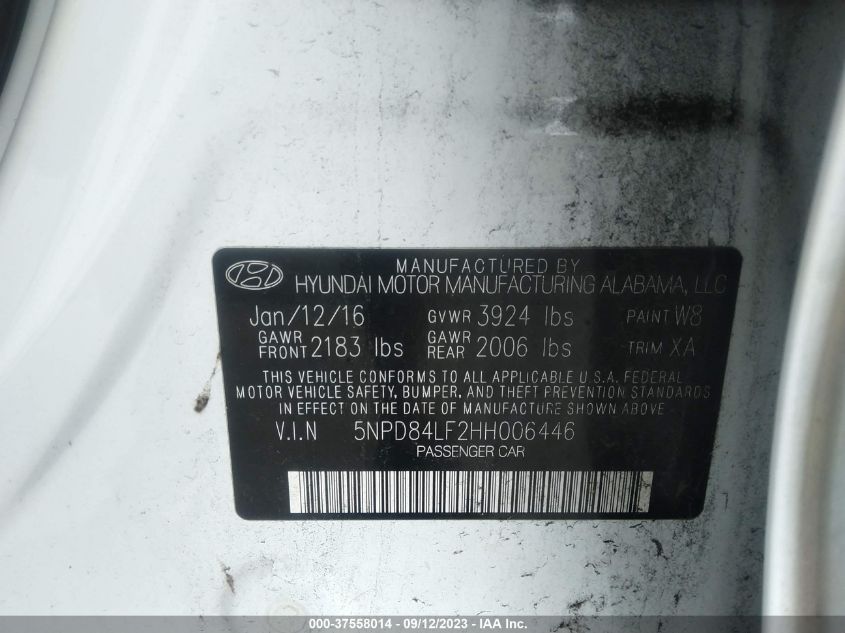 MANUFACTURED BY
HYUNDAI MOTOR MANUFACTURING ALABAMA, LLC
Jan/12/16 GVWR 3924 lbs PAINT W8
GAWR FRONT 2183 lbs GAWR REAR 2006 lbs TRIM XA
THIS VEHICLE CONFORMS TO ALL APPLICABLE U.S.A. FEDERAL
MOTOR VEHICLE SAFETY, BUMPER, AND THEFT PREVENTION STANDARDS
IN EFFECT ON THE DATE OF MANUFACTURE SHOWN ABOVE.
V.I.N 5NPD84LF2HH006446
PASSENGER CAR
000-37558014 - 09/12/2023 - IAA Inc.